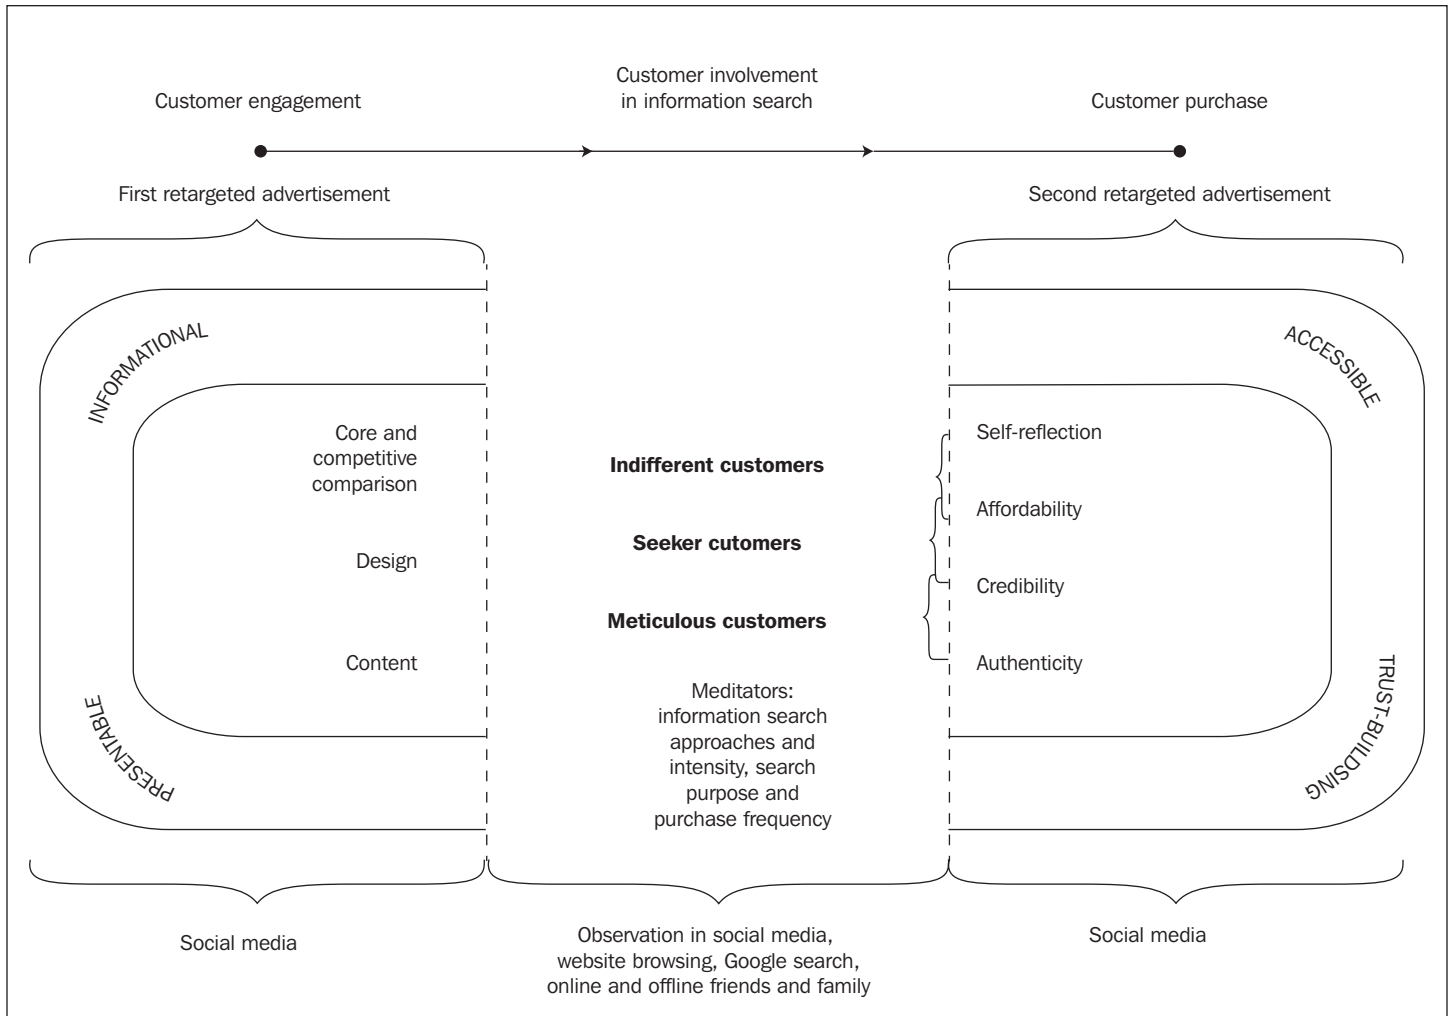 Customer engagement
Customer involvement
in information search
Customer purchase
First retargeted advertisement
Second retargeted advertisement
INFORMATIONAL
PRESENTABLE
Core and
competitive
comparison
Design
Content
Indifferent customers
Seeker cutomers
Meticulous customers
Meditators:
information search
approaches and
intensity, search
purpose and
purchase frequency
Self-reflection
Affordability
Credibility
Authenticity
ACCESSIBLE
TRUST-BUILDSING
Social media
Observation in social media,
website browsing, Google search,
online and offline friends and family
Social media